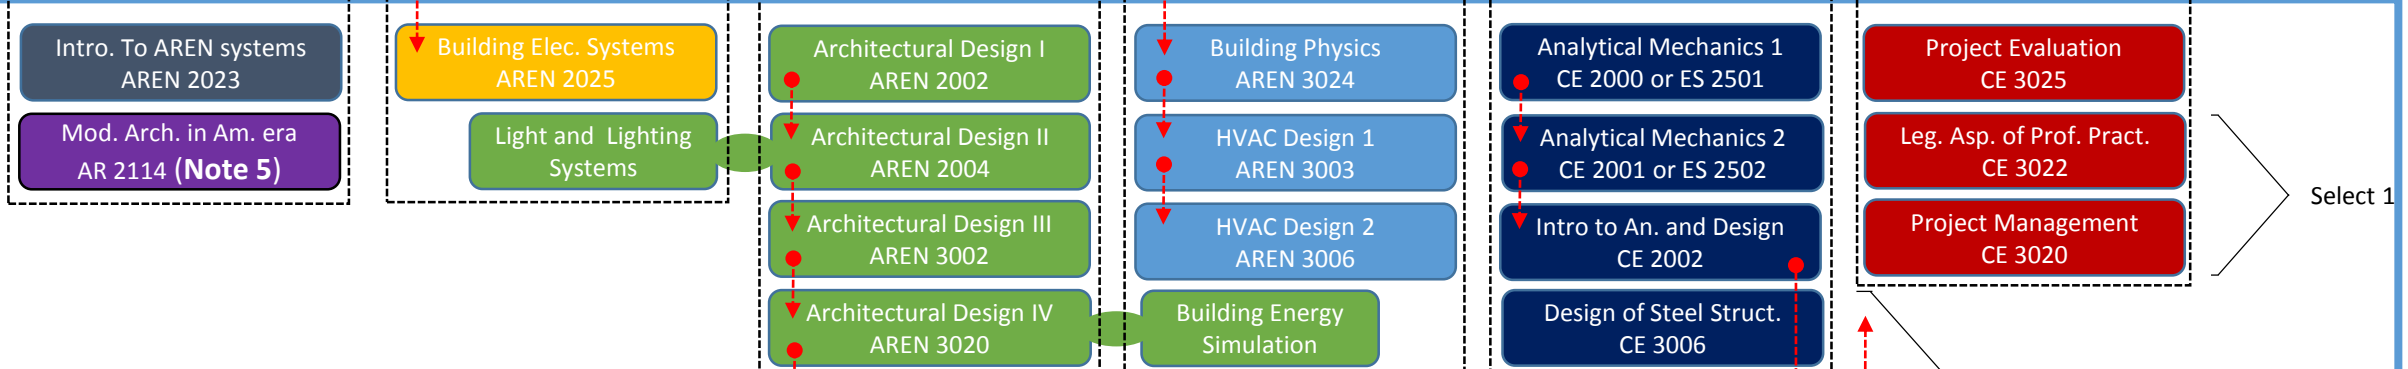 Intro. To AREN systems
AREN 2023
Mod. Arch. in Am. era
AR 2114 (Note 5)
Building Elec. Systems
AREN 2025
Light and Lighting
Systems
Architectural Design I
AREN 2002
Architectural Design II
AREN 2004
Architectural Design III
AREN 3002
Architectural Design IV
AREN 3020
Building Physics
AREN 3024
HVAC Design 1
AREN 3003
HVAC Design 2
AREN 3006
Building Energy
Simulation
Analytical Mechanics 1
CE 2000 or ES 2501
Analytical Mechanics 2
CE 2001 or ES 2502
Intro to An. and Design
CE 2002
Design of Steel Struct.
CE 3006
Project Evaluation
CE 3025
Leg. Asp. of Prof. Pract.
CE 3022
Project Management
CE 3020
Select 1